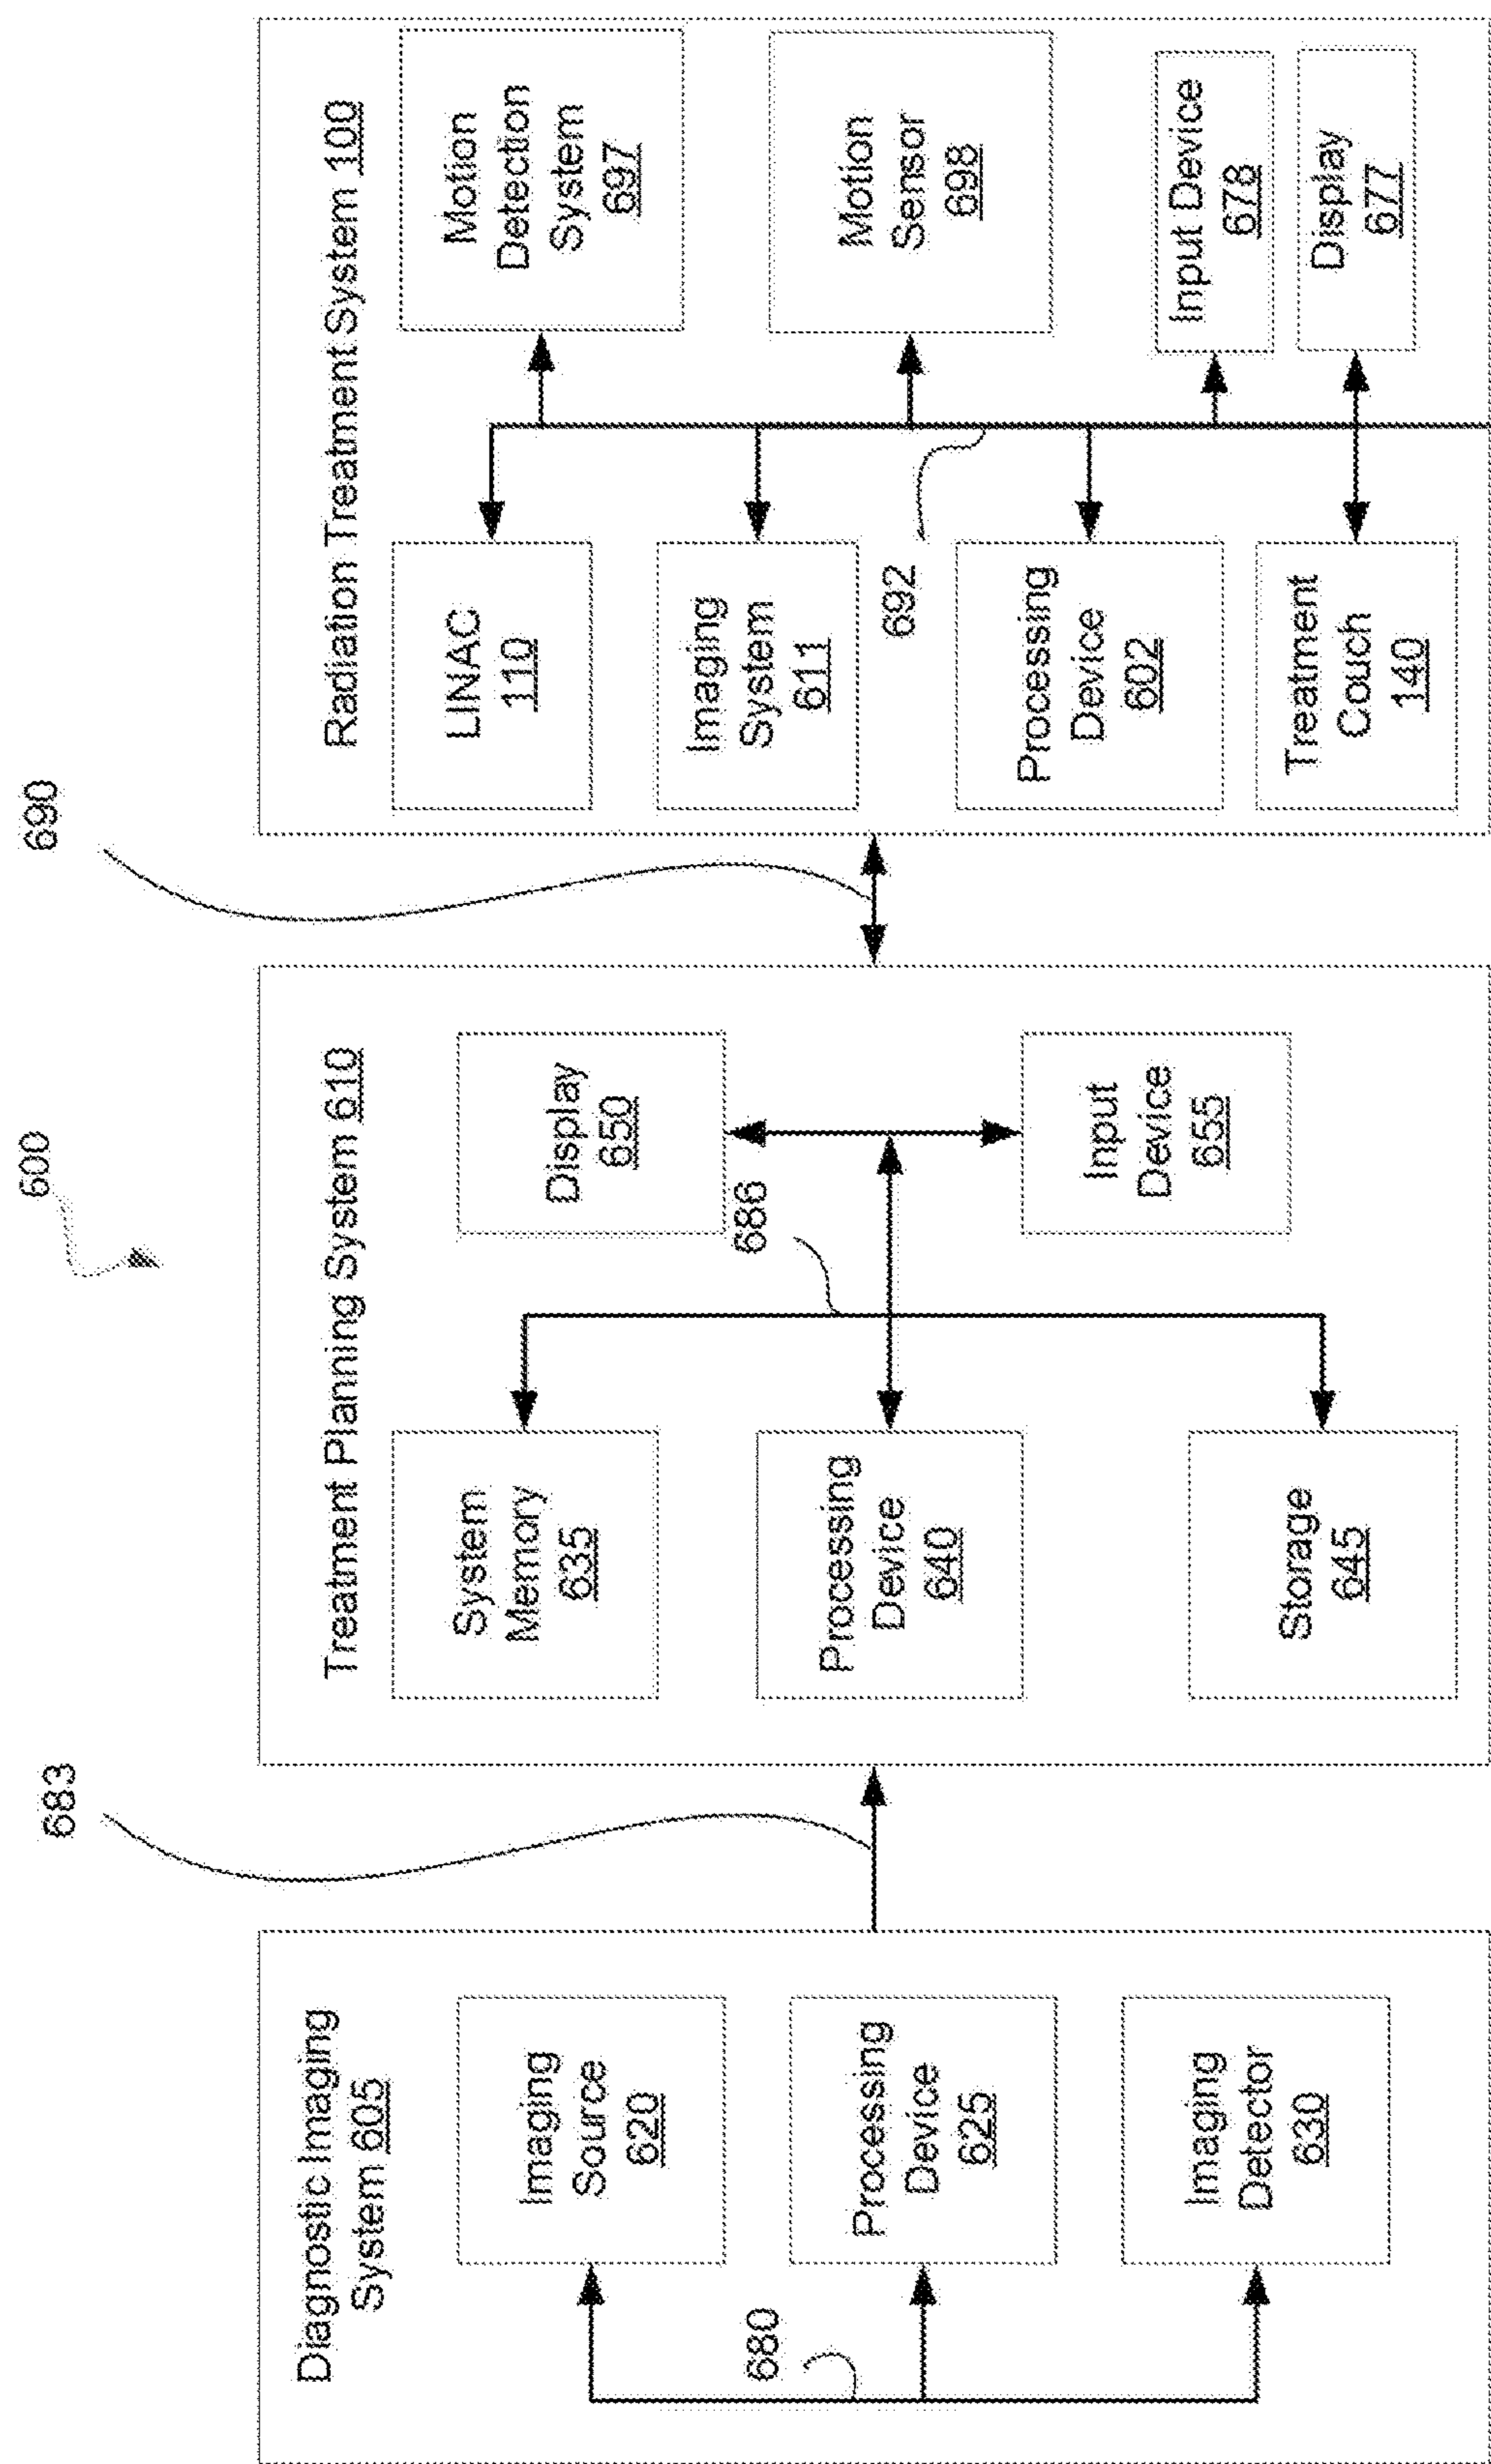 600
683
690
Diagnostic Imaging
System 605
Imaging
Source
620
Processing
Device
625
Imaging
Detector
630
680
Treatment Planning System 610
System
Memory
635
Processing
Device
640
Storage
645
686
Display
650
Input
Device
655
Radiation Treatment System 100
LINAC
110
Imaging
System
611
692
Processing
Device
602
Treatment
Couch
140
Motion
Detection
System
697
Motion
Sensor
698
Input Device
678
Display
677